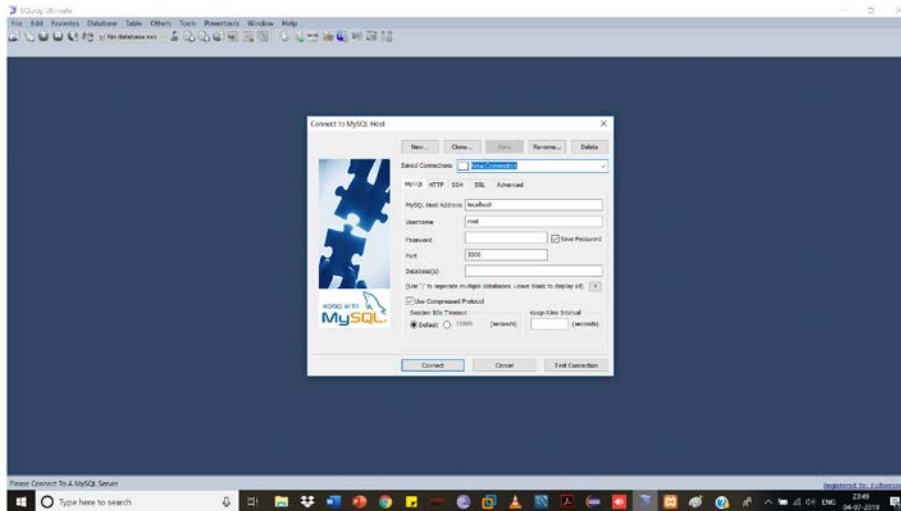 SQLyog Ultimate
File Edit Favorites Database Table Others Tools Powertools Window Help
No database sel
Connect to MySQL Host
New... Clone... Save Rename... Delete
Saved Connections New Connection
MySQL HTTP SSH SSL Advanced
MySQL Host Address localhost
Username root
Password Save Password
Port
Database(s)
(Use ';' to seperate multiple databases. Leave blank to display all) ?
Use Compressed Protocol
Session Idle Timeout Keep-Alive Interval
Default 28800 (seconds) (seconds)
WORKS WITH
MySQL
Connect Cancel Test Connection
Please Connect To A MySQL Server
Registered To:
Type here to search
ENG
23:49
04-07-2019